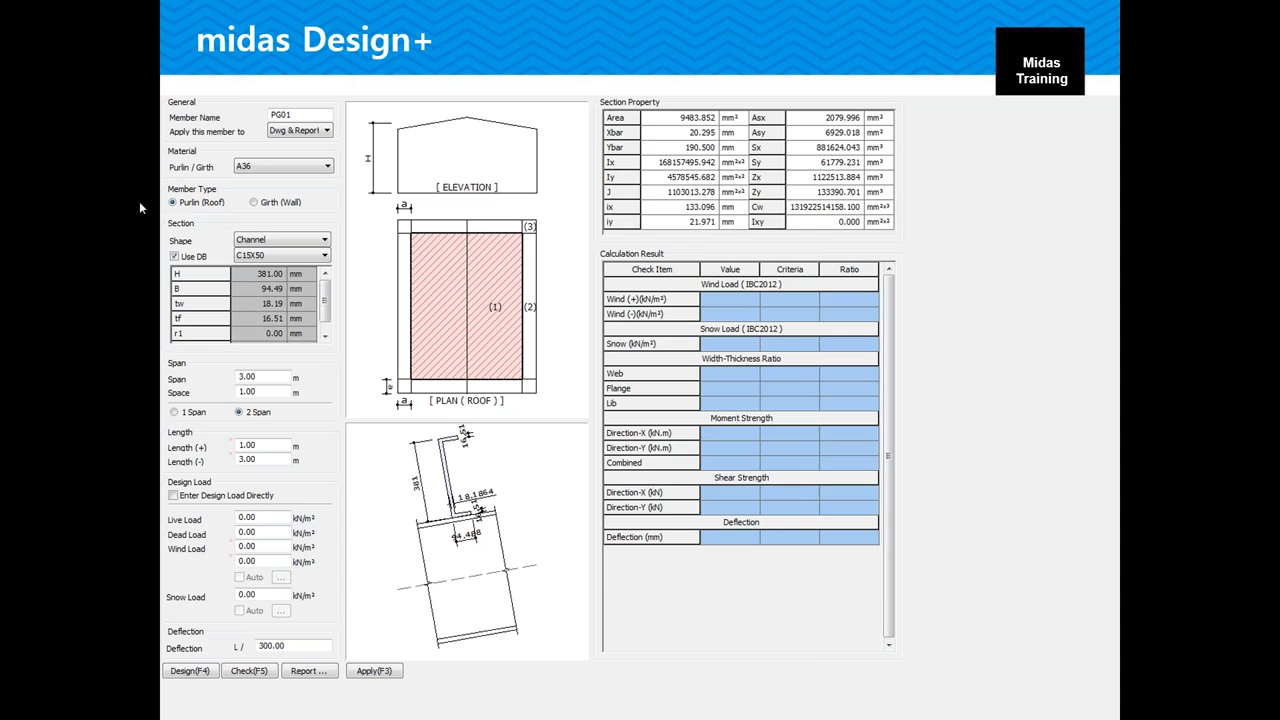 midas Design+
Midas
Training
General
Member Name PG01
Apply this member to Dwg & Report
Material
Purlin / Girth A36
Member Type
Purlin (Roof) Girth (Wall)
Section
Shape Channel
Use DB C15X50
H 381.00 mm
B 94.49 mm
tw 18.19 mm
tf 16.51 mm
r1 0.00 mm
Span
Span 3.00 m
Space 1.00 m
1 Span 2 Span
Length
Length (+) 1.00 m
Length (-) 3.00 m
Design Load
Enter Design Load Directly
Live Load 0.00 kN/m²
Dead Load 0.00 kN/m²
Wind Load 0.00 kN/m²
0.00 kN/m²
Auto ...
Snow Load 0.00 kN/m²
Auto ...
Deflection
Deflection L / 300.00
Design(F4) Check(F5) Report ... Apply(F3)
H
[ ELEVATION ]
a
(3)
(1) (2)
a
[ PLAN ( ROOF ) ]
a
16.51
381
18.1864
94.488
Section Property
Area 9483.852 mm² Asx 2079.996 mm²
Xbar 20.295 mm Asy 6929.018 mm²
Ybar 190.500 mm Sx 881624.043 mm³
Ix 168157495.942 mm²ˣ² Sy 61779.231 mm³
Iy 4578545.682 mm²ˣ² Zx 1122513.884 mm³
J 1103013.278 mm²ˣ² Zy 133390.701 mm³
ix 133.096 mm Cw 131922514158.100 mm²ˣ³
iy 21.971 mm Ixy 0.000 mm²ˣ²
Calculation Result
Check Item Value Criteria Ratio
Wind Load ( IBC2012 )
Wind (+)(kN/m²)
Wind (-)(kN/m²)
Snow Load ( IBC2012 )
Snow (kN/m²)
Width-Thickness Ratio
Web
Flange
Lib
Moment Strength
Direction-X (kN.m)
Direction-Y (kN.m)
Combined
Shear Strength
Direction-X (kN)
Direction-Y (kN)
Deflection
Deflection (mm)